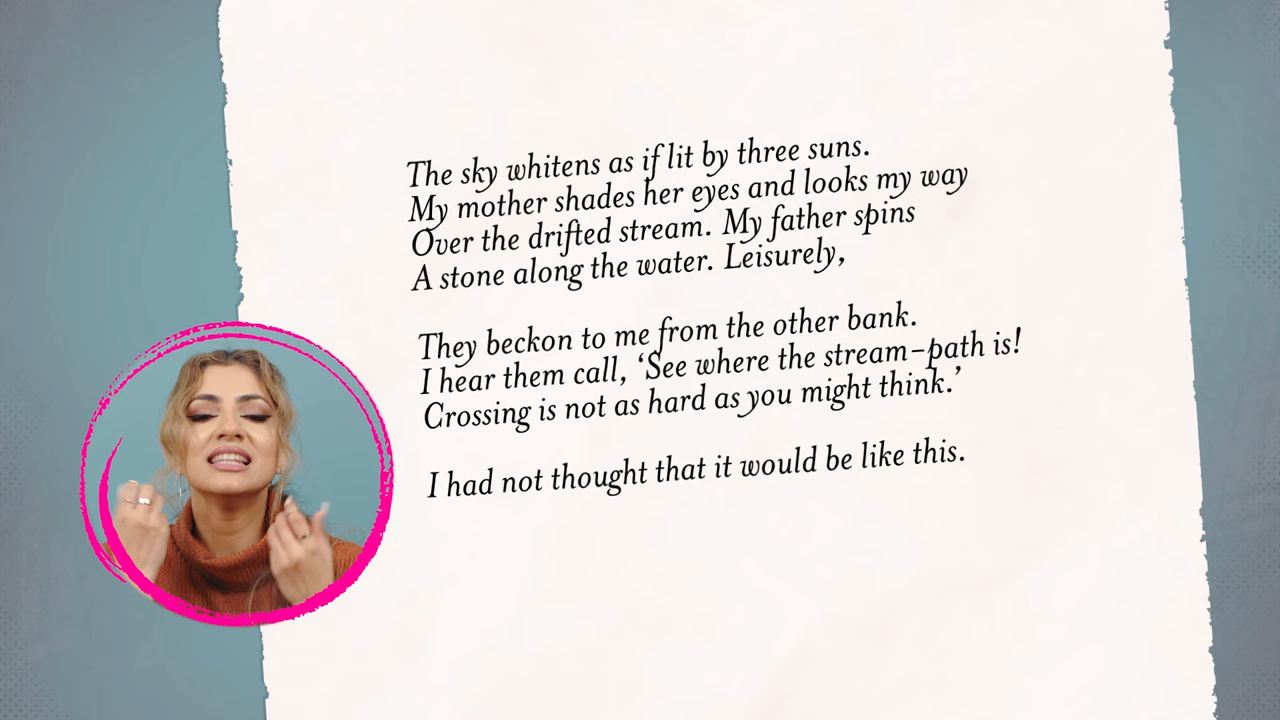 The sky whitens as if lit by three suns.
My mother shades her eyes and looks my way
Over the drifted stream. My father spins
A stone along the water. Leisurely,
They beckon to me from the other bank.
I hear them call, ‘See where the stream-path is!
Crossing is not as hard as you might think.’
I had not thought that it would be like this.